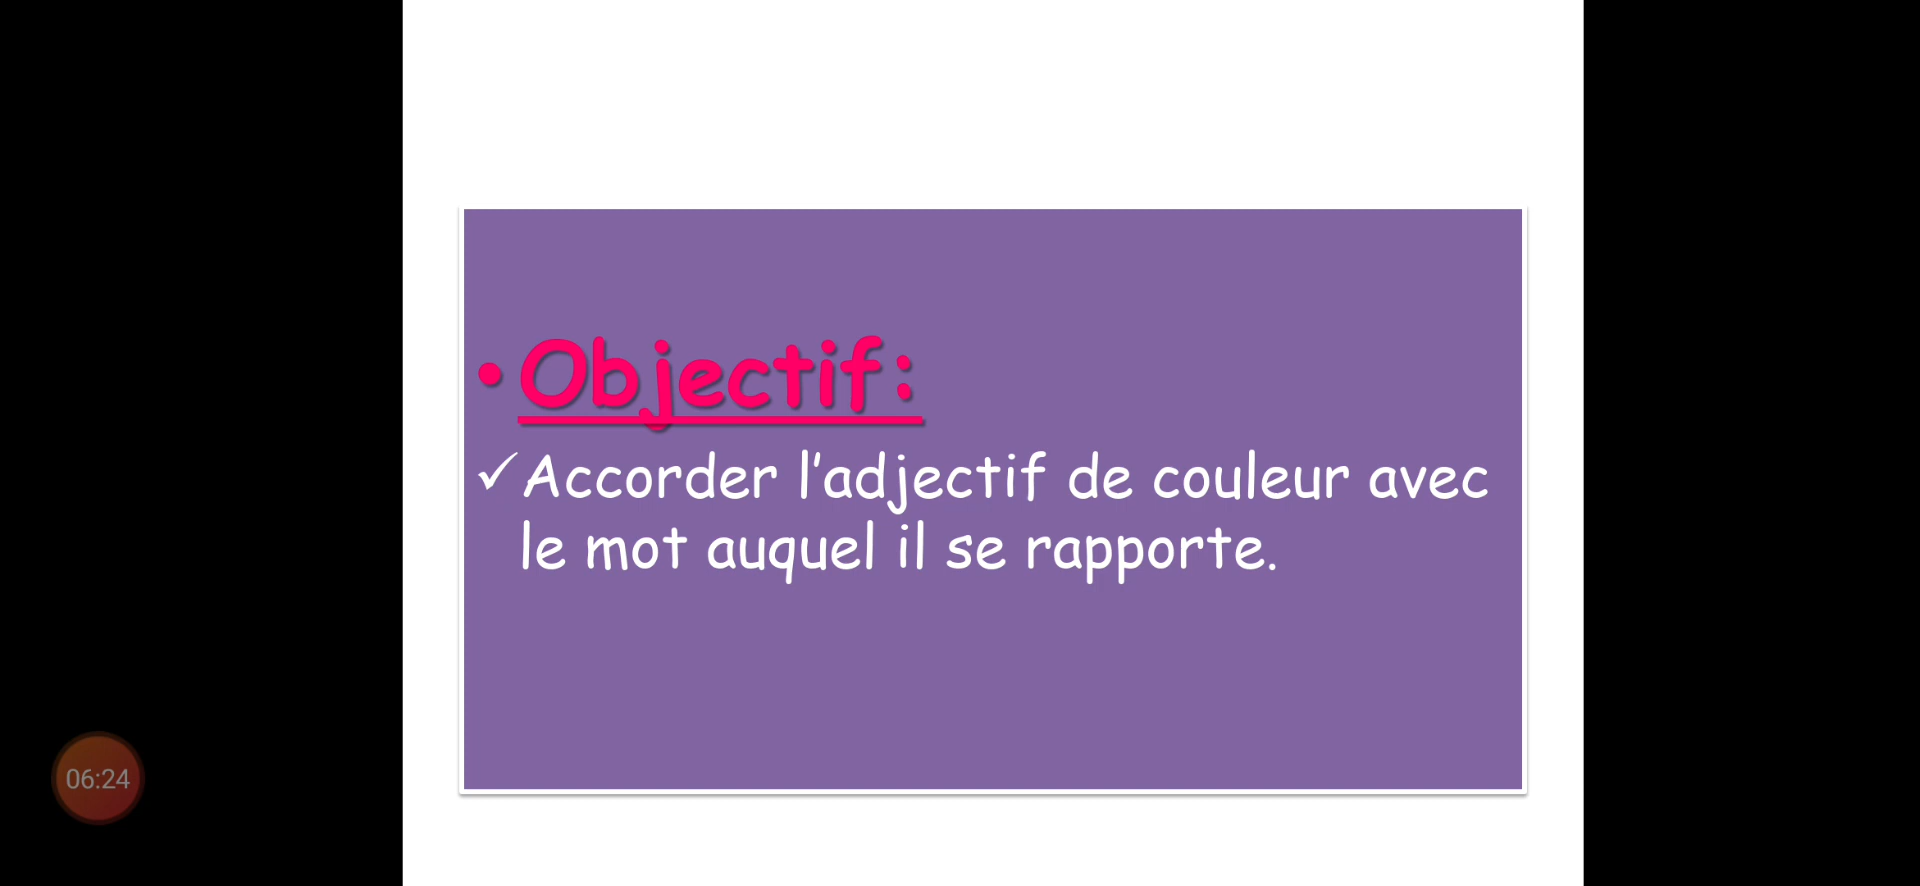 • Objectif:
✓Accorder l'adjectif de couleur avec
le mot auquel il se rapporte.
06:24